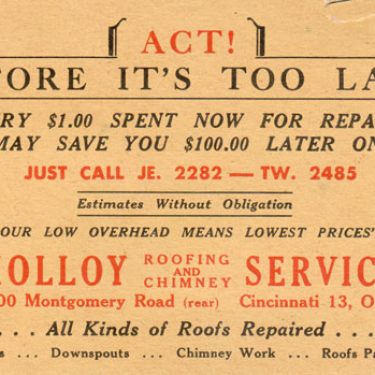 [ ACT! ]
FORE IT'S TOO LA
RY $1.00 SPENT NOW FOR REPA
MAY SAVE YOU $100.00 LATER ON
JUST CALL JE. 2282 — TW. 2485
Estimates Without Obligation
OUR LOW OVERHEAD MEANS LOWEST PRICES"
OLLOY ROOFING AND CHIMNEY SERVIC
00 Montgomery Road (rear) Cincinnati 13, O
. . . All Kinds of Roofs Repaired . . .
s . . Downspouts . . Chimney Work . . Roofs Pa